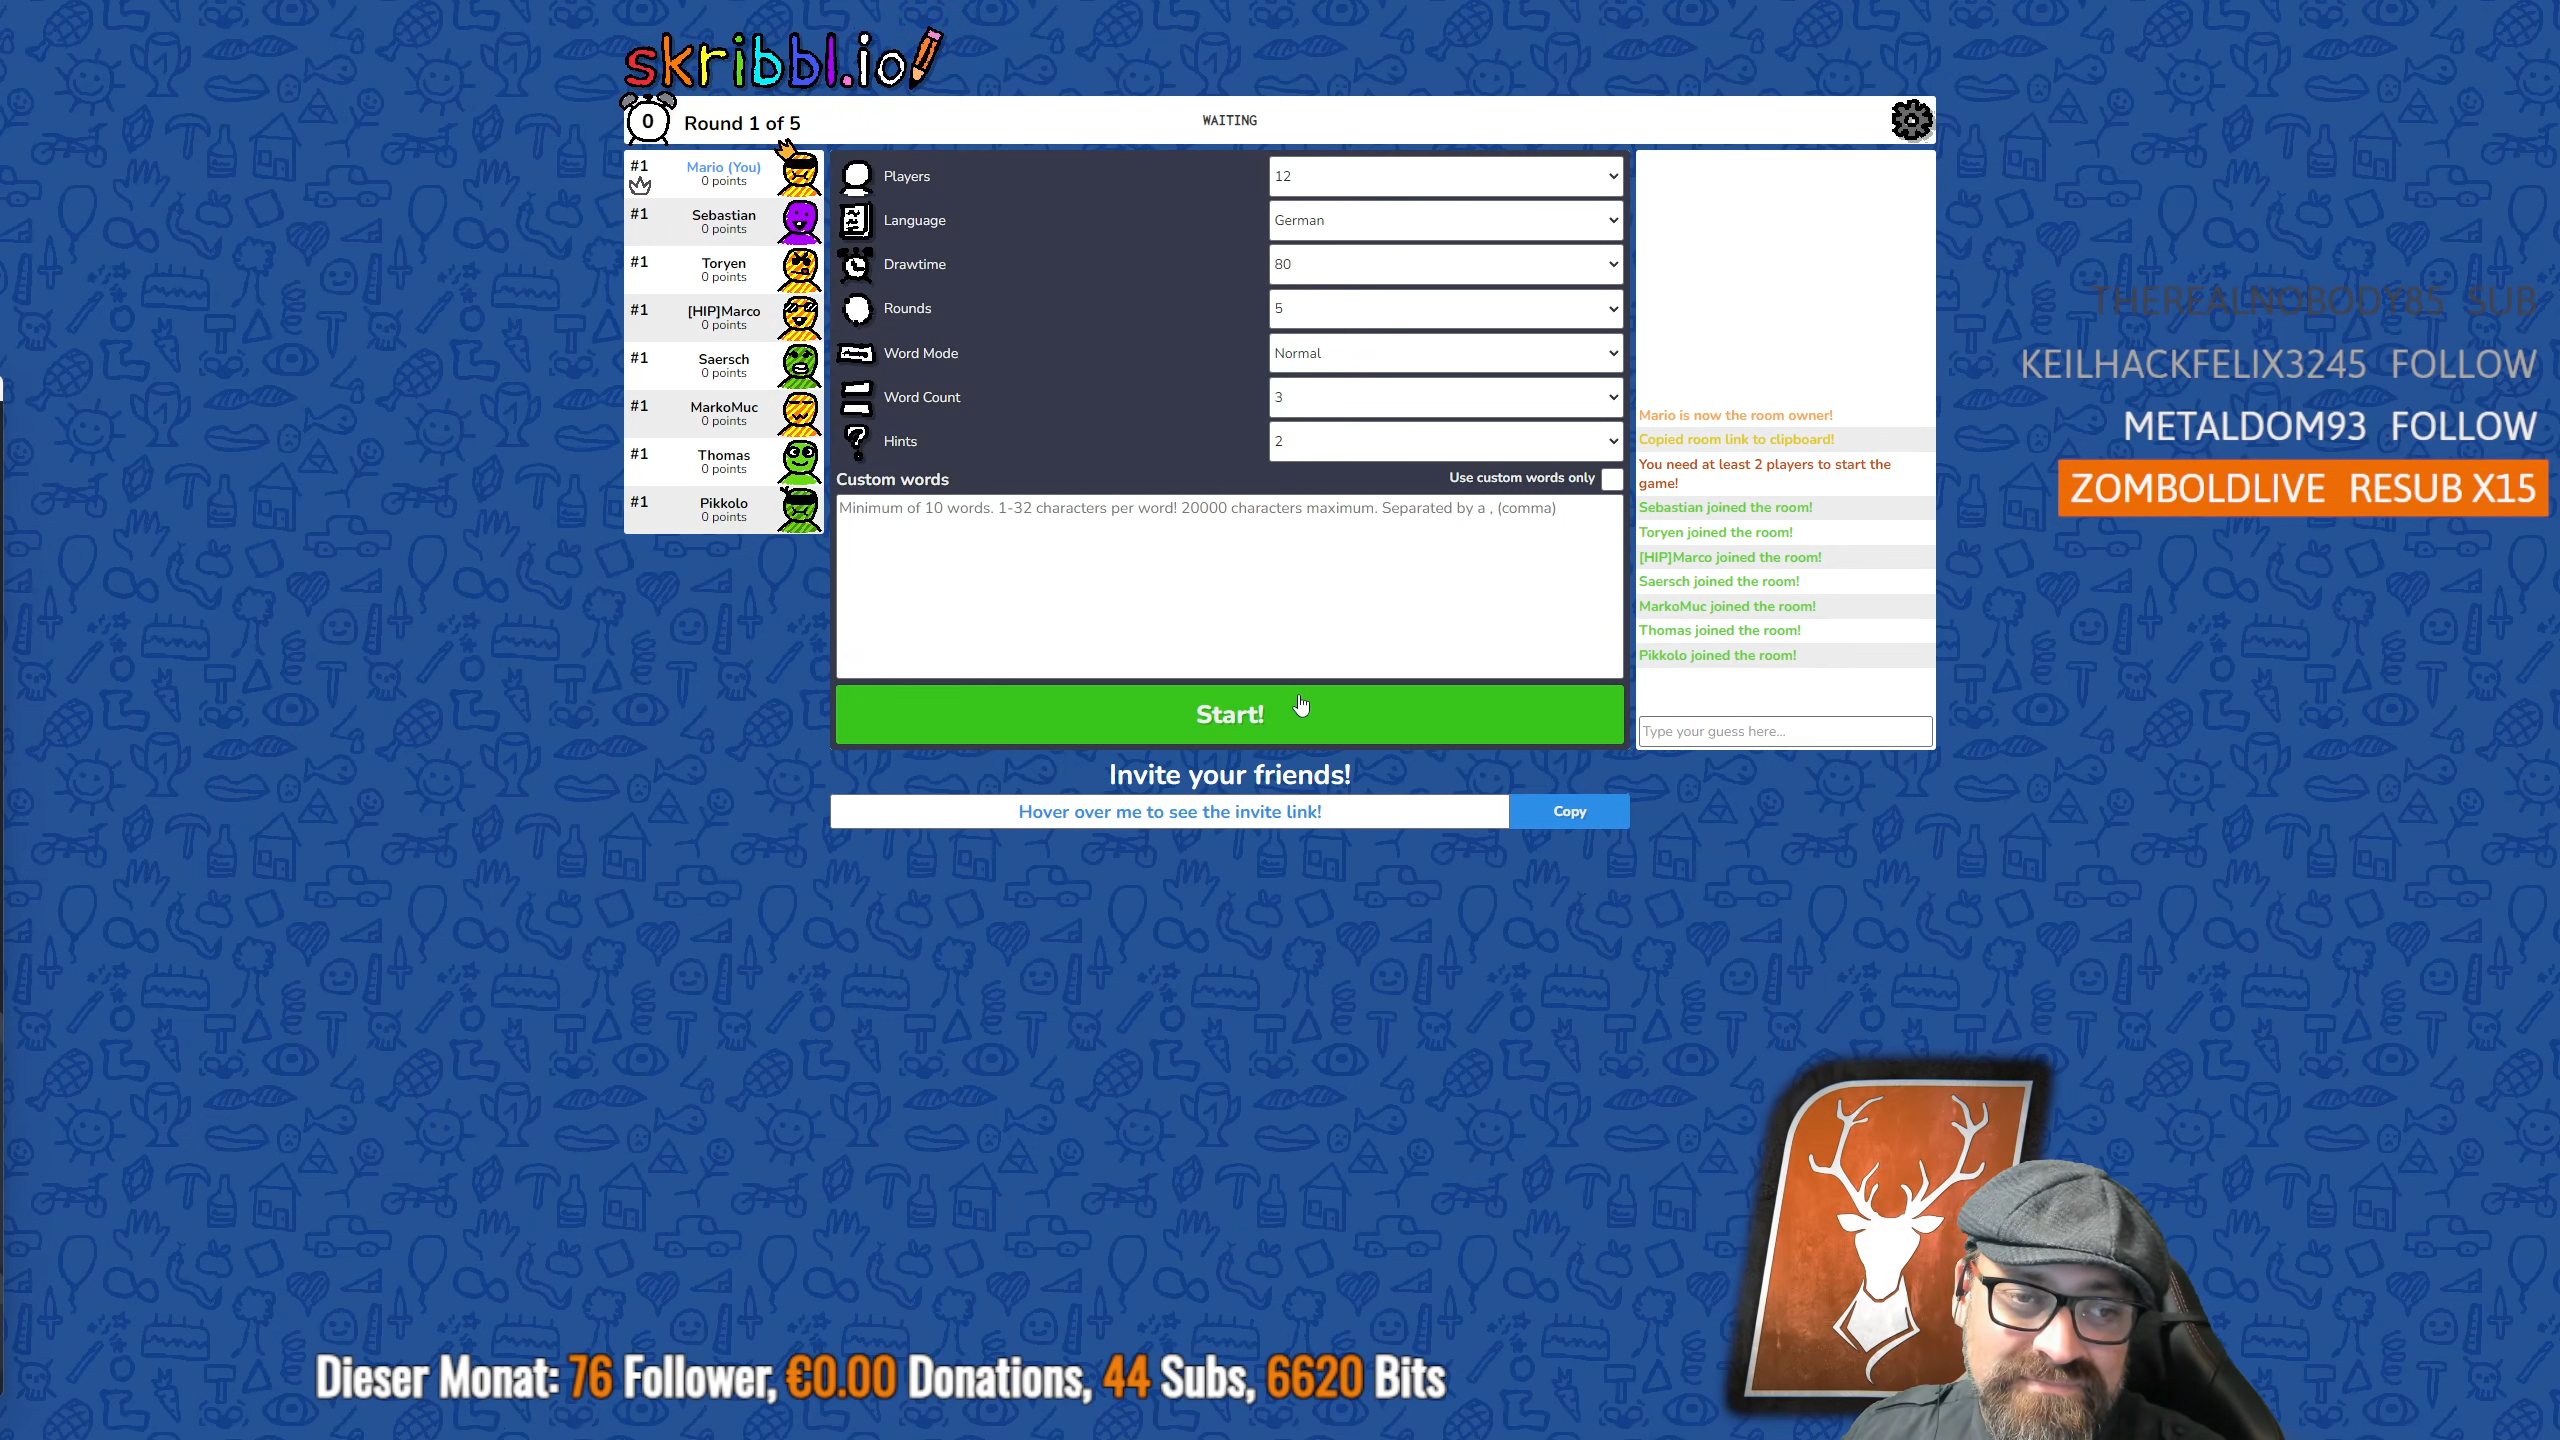 skribbl.io
0
Round 1 of 5
WAITING
#1
Mario (You)
0 points
#1
Sebastian
0 points
#1
Toryen
0 points
#1
[HIP]Marco
0 points
#1
Saersch
0 points
#1
MarkoMuc
0 points
#1
Thomas
0 points
#1
Pikkolo
0 points
Players
12
Language
German
Drawtime
80
Rounds
5
Word Mode
Normal
Word Count
3
Hints
2
Custom words
Use custom words only
Minimum of 10 words. 1-32 characters per word! 20000 characters maximum. Separated by a , (comma)
Start!
Invite your friends!
Hover over me to see the invite link!
Copy
Mario is now the room owner!
Copied room link to clipboard!
You need at least 2 players to start the
game!
Sebastian joined the room!
Toryen joined the room!
[HIP]Marco joined the room!
Saersch joined the room!
MarkoMuc joined the room!
Thomas joined the room!
Pikkolo joined the room!
Type your guess here...
THEREALNOBODY85 SUB
KEILHACKFELIX3245 FOLLOW
METALDOM93 FOLLOW
ZOMBOLDLIVE RESUB X15
Dieser Monat: 76 Follower, €0.00 Donations, 44 Subs, 6620 Bits